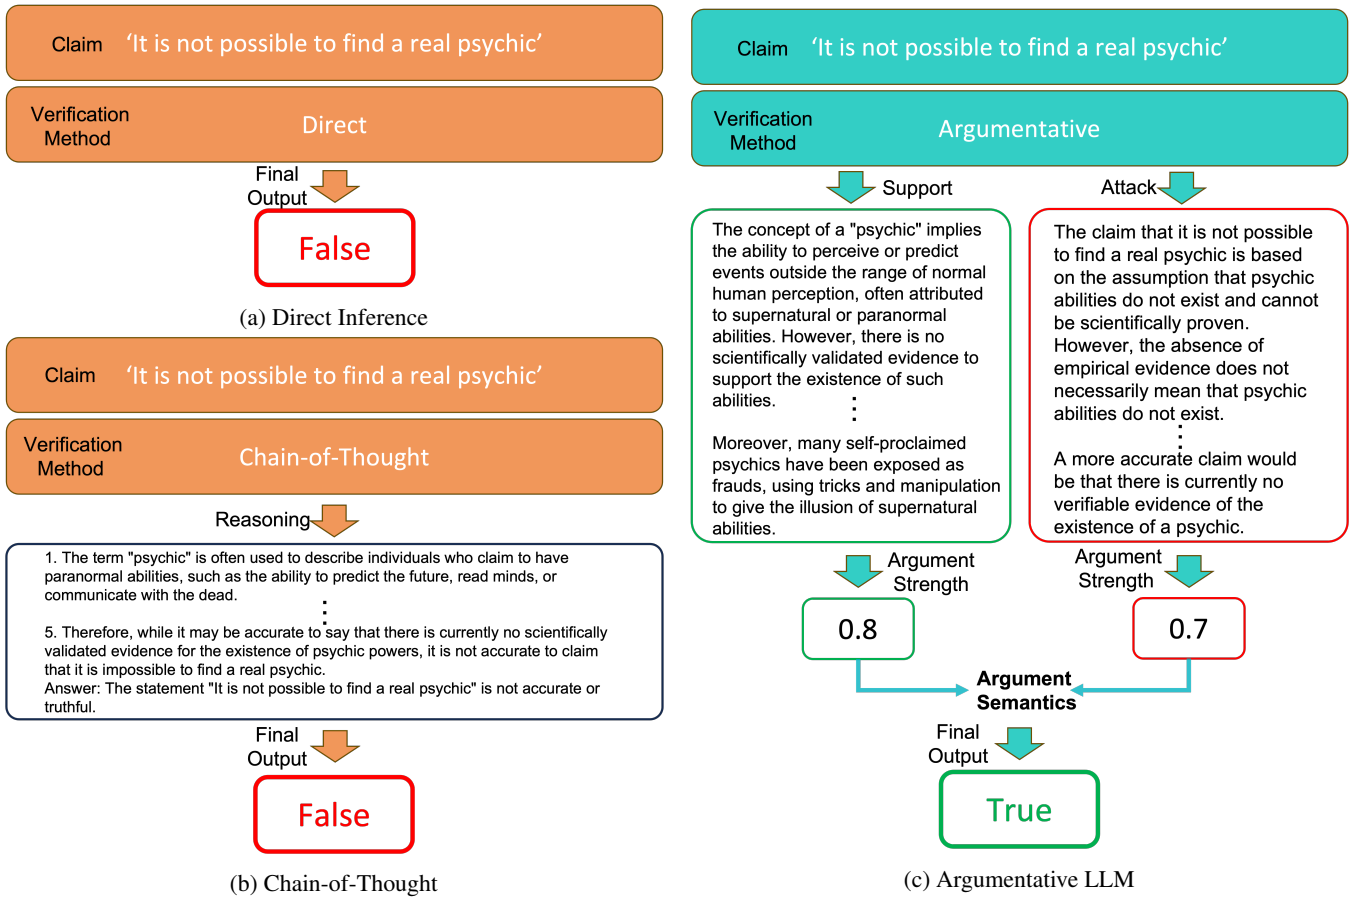 Claim 'It is not possible to find a real psychic'
Verification
Method
Direct
Final
Output
False
(a) Direct Inference
Claim 'It is not possible to find a real psychic'
Verification
Method
Chain-of-Thought
Reasoning
1. The term "psychic" is often used to describe individuals who claim to have
paranormal abilities, such as the ability to predict the future, read minds, or
communicate with the dead.
⋮
5. Therefore, while it may be accurate to say that there is currently no scientifically
validated evidence for the existence of psychic powers, it is not accurate to claim
that it is impossible to find a real psychic.
Answer: The statement "It is not possible to find a real psychic" is not accurate or
truthful.
Final
Output
False
(b) Chain-of-Thought
Claim 'It is not possible to find a real psychic'
Verification
Method
Argumentative
Support
The concept of a "psychic" implies
the ability to perceive or predict
events outside the range of normal
human perception, often attributed
to supernatural or paranormal
abilities. However, there is no
scientifically validated evidence to
support the existence of such
abilities.
⋮
Moreover, many self-proclaimed
psychics have been exposed as
frauds, using tricks and manipulation
to give the illusion of supernatural
abilities.
Argument
Strength
0.8
Attack
The claim that it is not possible
to find a real psychic is based
on the assumption that psychic
abilities do not exist and cannot
be scientifically proven.
However, the absence of
empirical evidence does not
necessarily mean that psychic
abilities do not exist.
⋮
A more accurate claim would
be that there is currently no
verifiable evidence of the
existence of a psychic.
Argument
Strength
0.7
Argument
Semantics
Final
Output
True
(c) Argumentative LLM